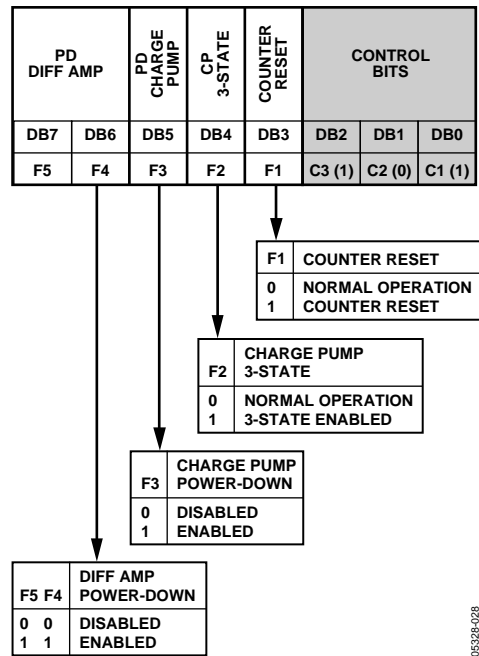 PD
DIFF AMP
PD
CHARGE
PUMP
CP
3-STATE
COUNTER
RESET
CONTROL
BITS
DB7 DB6 DB5 DB4 DB3 DB2 DB1 DB0
F5 F4 F3 F2 F1 C3 (1) C2 (0) C1 (1)
F1 COUNTER RESET
0 NORMAL OPERATION
1 COUNTER RESET
CHARGE PUMP
F2 3-STATE
0 NORMAL OPERATION
1 3-STATE ENABLED
CHARGE PUMP
F3 POWER-DOWN
0 DISABLED
1 ENABLED
DIFF AMP
F5 F4 POWER-DOWN
0 0 DISABLED
1 1 ENABLED
05328-028